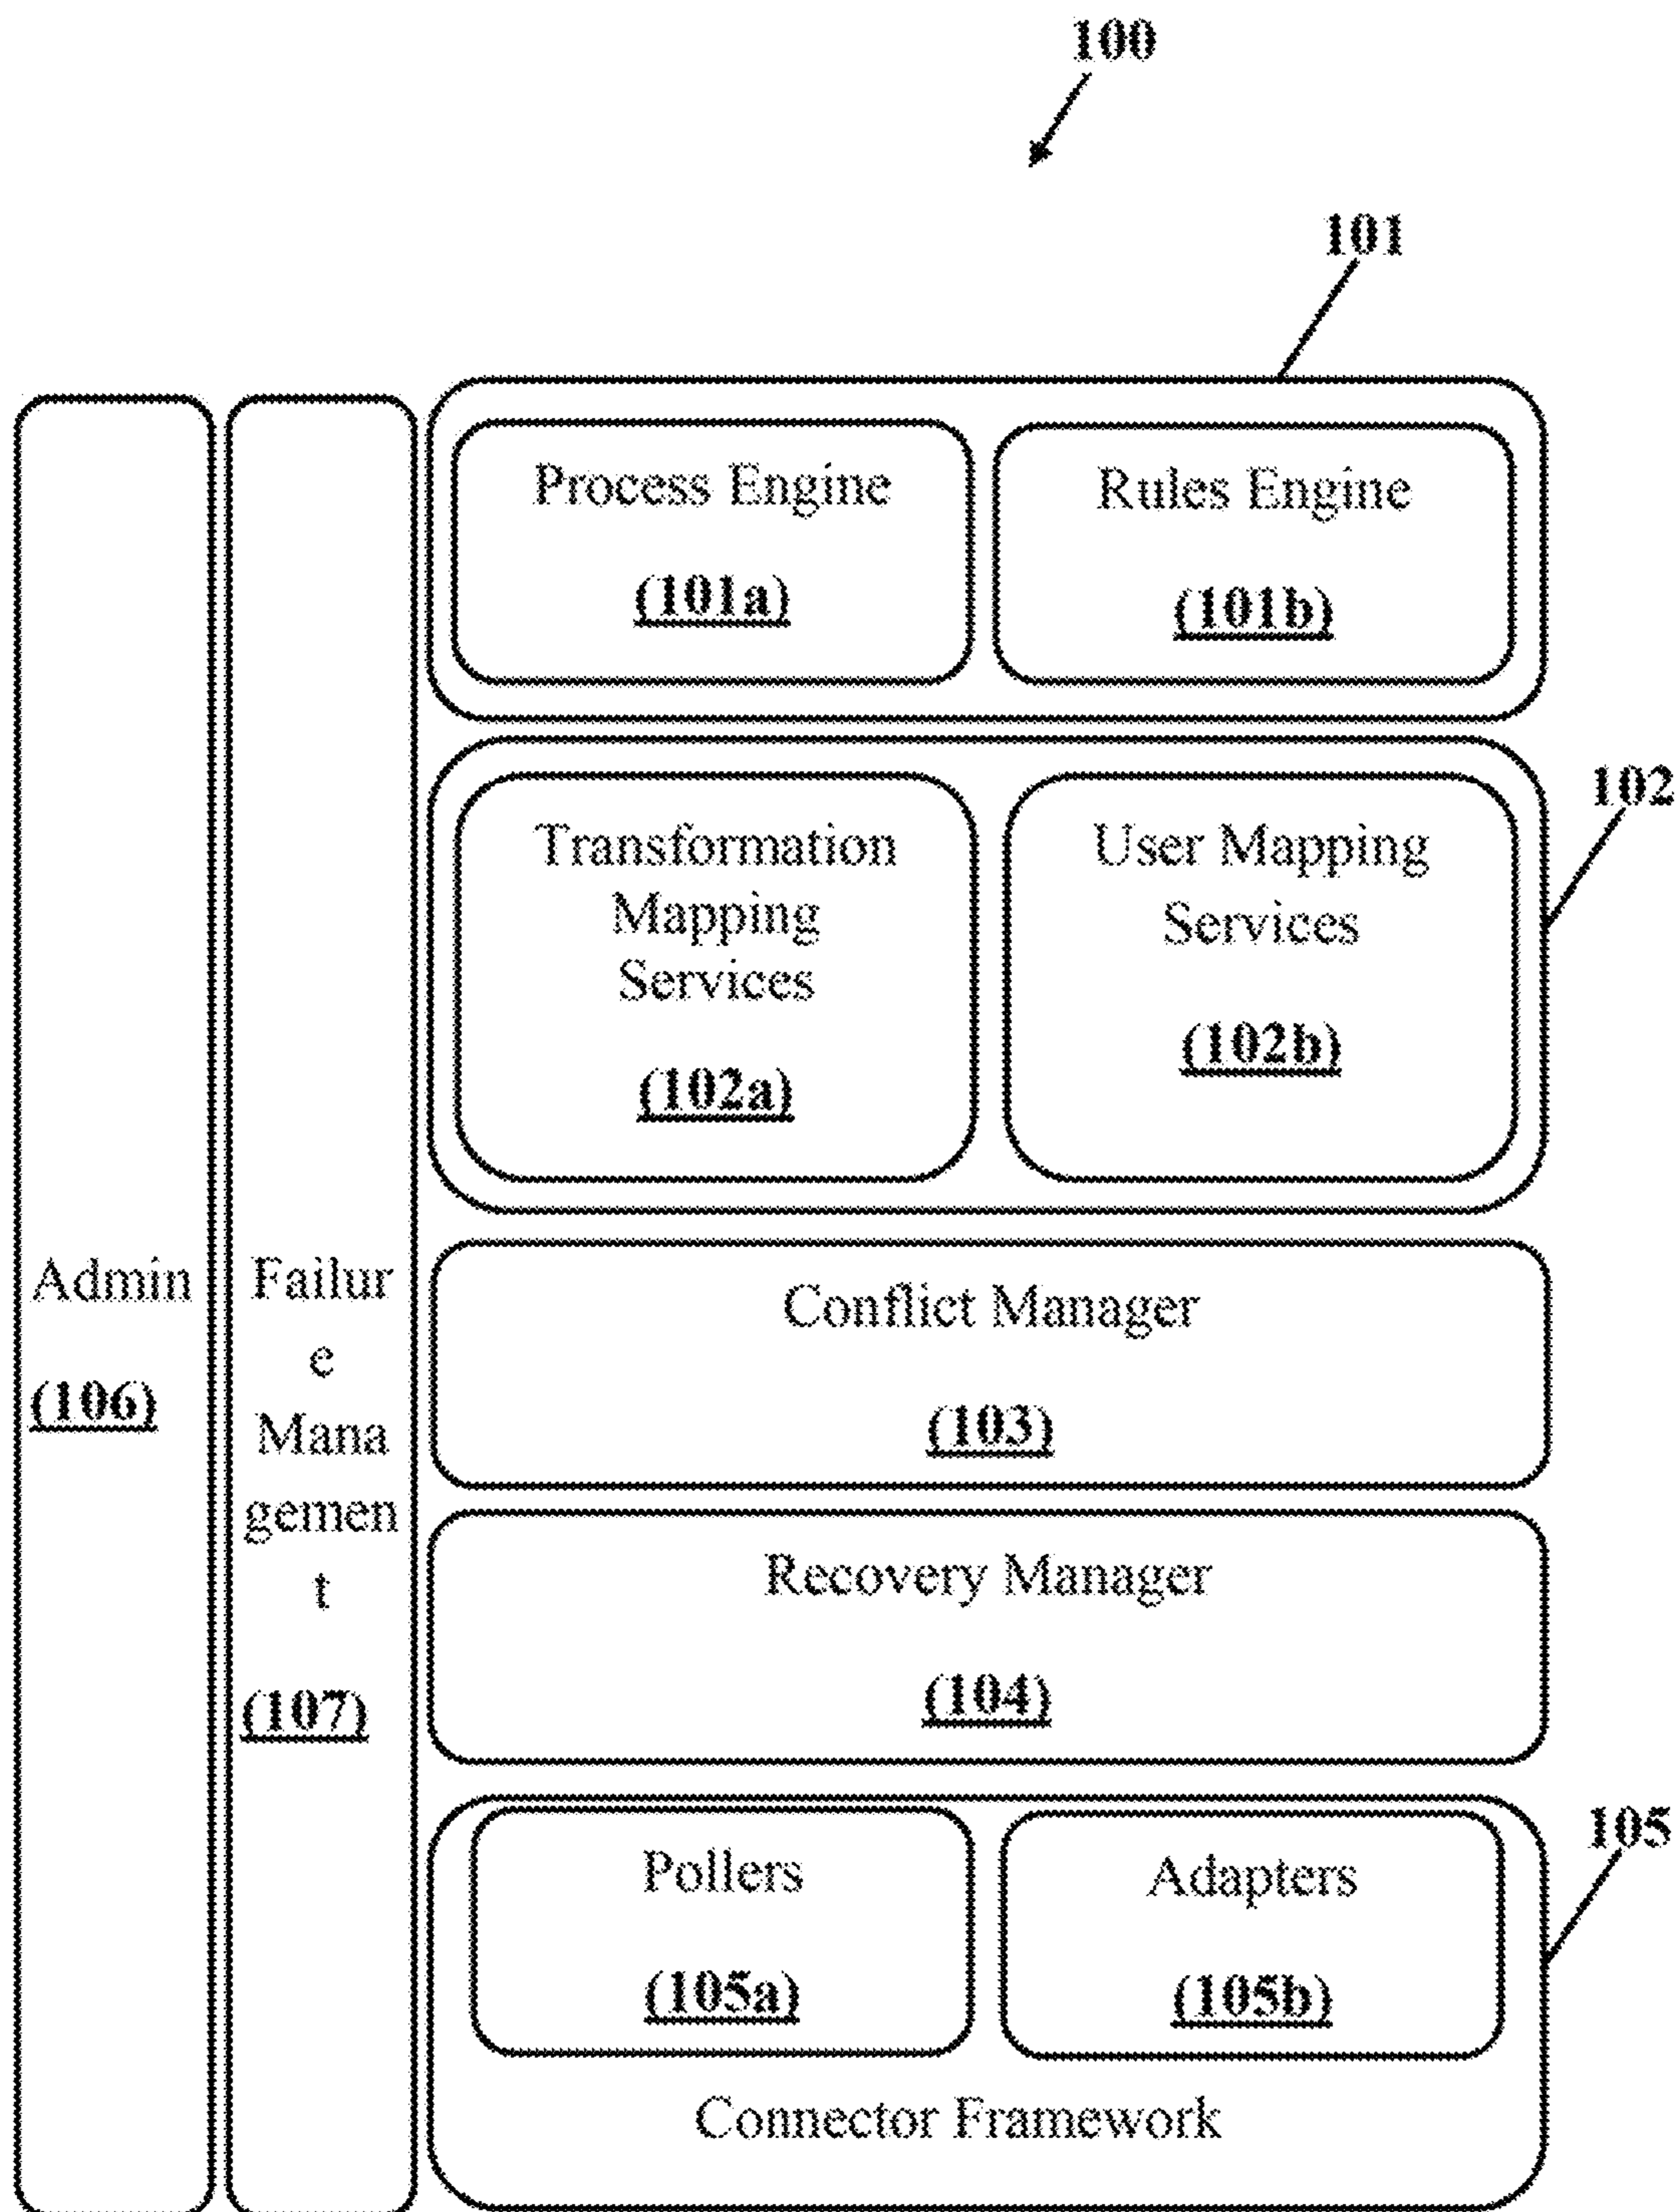 100
101
Process Engine
(101a)
Rules Engine
(101b)
102
Transformation
Mapping
Services
(102a)
User Mapping
Services
(102b)
Admin
(106)
Failur
e
Mana
gemen
t
(107)
Conflict Manager
(103)
Recovery Manager
(104)
105
Pollers
(105a)
Adapters
(105b)
Connector Framework